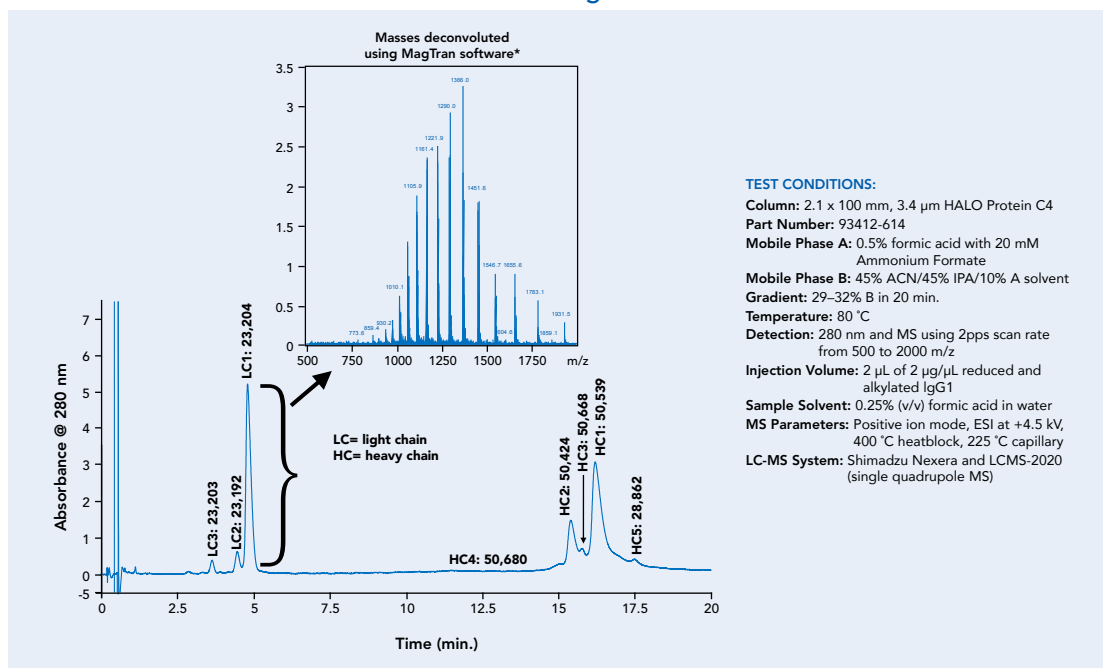 Masses deconvoluted
using MagTran software*
3.5
3
2.5
2
1.5
1
0.5
0
500
750
1000
1250
1500
1750
m/z
773.6
859.4
930.2
1010.1
1105.9
1161.4
1221.9
1290.0
1366.0
1451.6
1546.7
1655.6
1783.1
1859.1
1931.5
TEST CONDITIONS:
Column: 2.1 x 100 mm, 3.4 µm HALO Protein C4
Part Number: 93412-614
Mobile Phase A: 0.5% formic acid with 20 mM
Ammonium Formate
Mobile Phase B: 45% ACN/45% IPA/10% A solvent
Gradient: 29–32% B in 20 min.
Temperature: 80 ˚C
Detection: 280 nm and MS using 2pps scan rate
from 500 to 2000 m/z
Injection Volume: 2 µL of 2 µg/µL reduced and
alkylated IgG1
Sample Solvent: 0.25% (v/v) formic acid in water
MS Parameters: Positive ion mode, ESI at +4.5 kV,
400 ˚C heatblock, 225 ˚C capillary
LC-MS System: Shimadzu Nexera and LCMS-2020
(single quadrupole MS)
Absorbance @ 280 nm
7
6
5
4
3
2
1
0
-5
LC3: 23,203
LC2: 23,192
LC1: 23,204
LC= light chain
HC= heavy chain
HC4: 50,680
HC2: 50,424
HC3: 50,668
HC1: 50,539
HC5: 28,862
0
2.5
5
7.5
10
12.5
15
17.5
20
Time (min.)